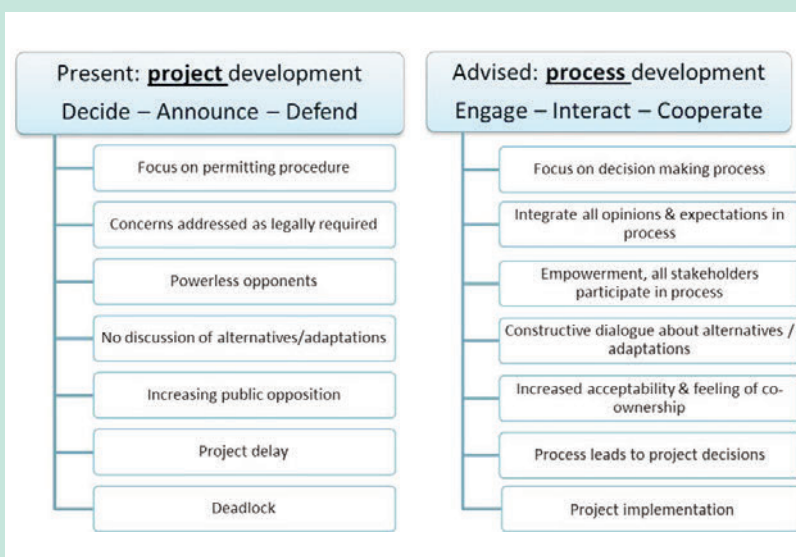 Present: project development
Decide – Announce – Defend
Focus on permitting procedure
Concerns addressed as legally required
Powerless opponents
No discussion of alternatives/adaptations
Increasing public opposition
Project delay
Deadlock
Advised: process development
Engage – Interact – Cooperate
Focus on decision making process
Integrate all opinions & expectations in
process
Empowerment, all stakeholders
participate in process
Constructive dialogue about alternatives /
adaptations
Increased acceptability & feeling of co-
ownership
Process leads to project decisions
Project implementation